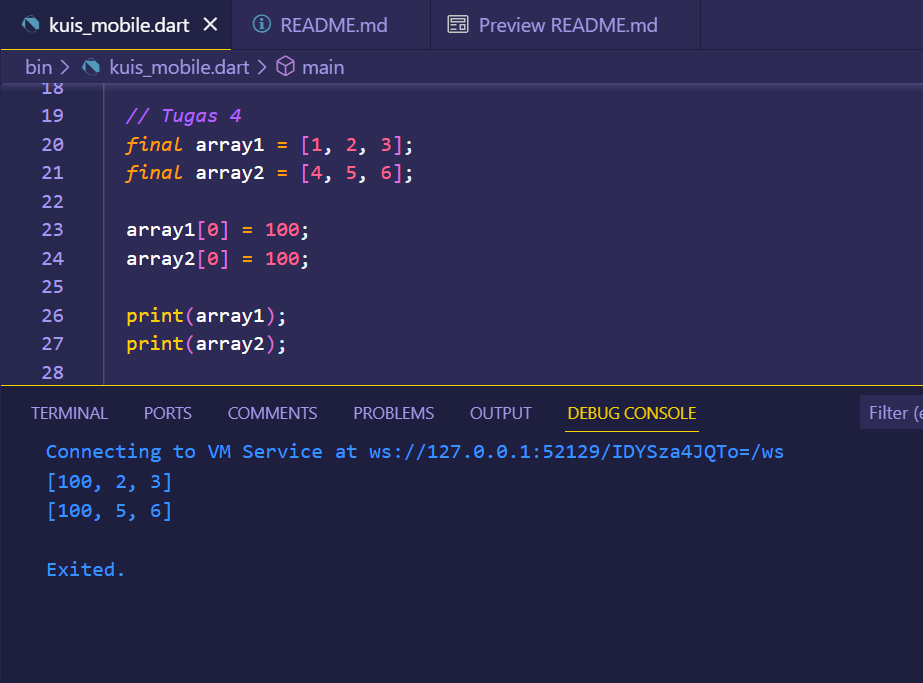 kuis_mobile.dart README.md Preview README.md
bin > kuis_mobile.dart > main
18
19 // Tugas 4
20 final array1 = [1, 2, 3];
21 final array2 = [4, 5, 6];
22
23 array1[0] = 100;
24 array2[0] = 100;
25
26 print(array1);
27 print(array2);
28
TERMINAL PORTS COMMENTS PROBLEMS OUTPUT DEBUG CONSOLE Filter (e
Connecting to VM Service at ws://127.0.0.1:52129/IDYSza4JQTo=/ws
[100, 2, 3]
[100, 5, 6]
Exited.